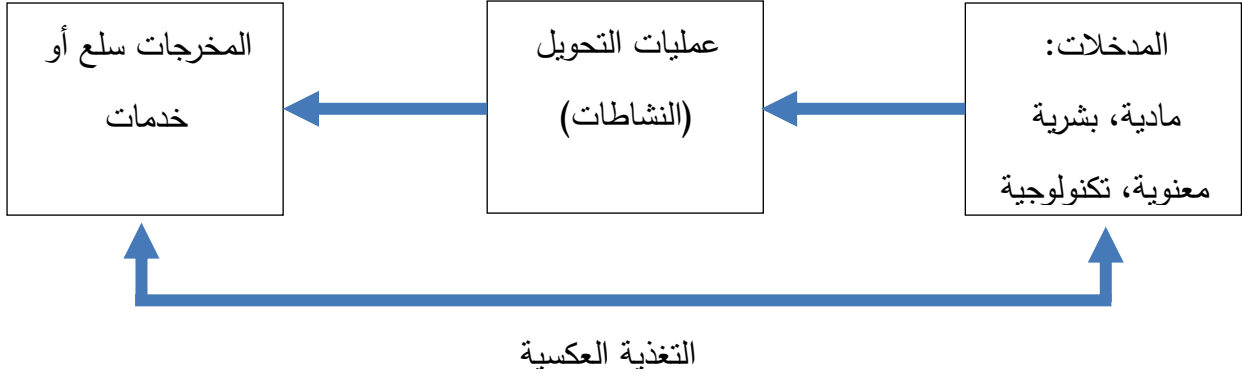 المدخلات:
مادية، بشرية
معنوية، تكنولوجية
عمليات التحويل
(النشاطات)
المخرجات سلع أو
خدمات
التغذية العكسية